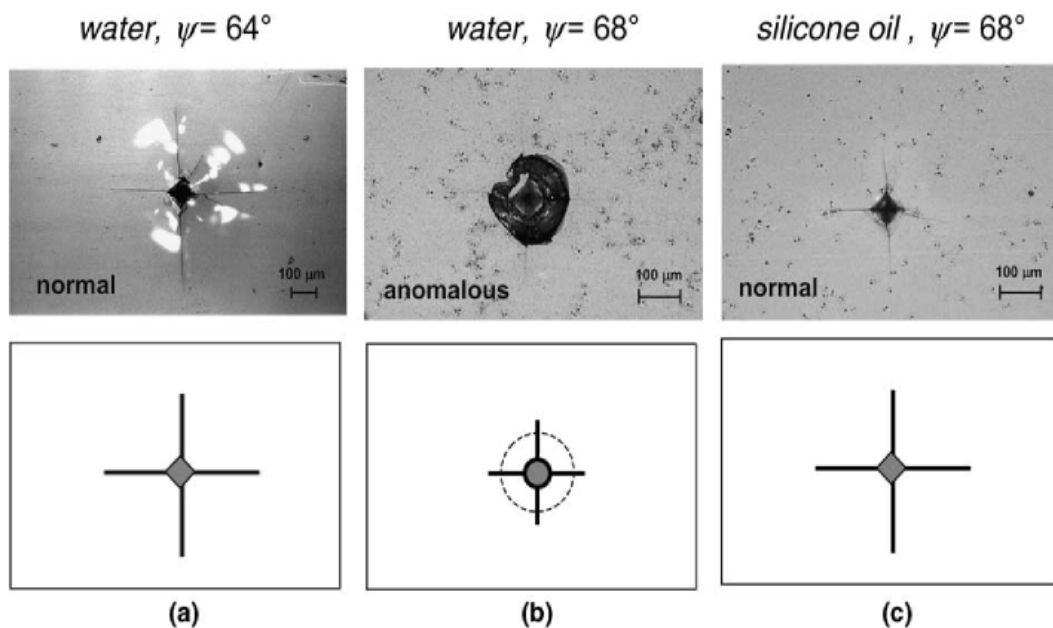 water, ψ= 64°
water, ψ= 68°
silicone oil , ψ= 68°
normal
100 µm
anomalous
100 µm
normal
100 µm
(a)
(b)
(c)